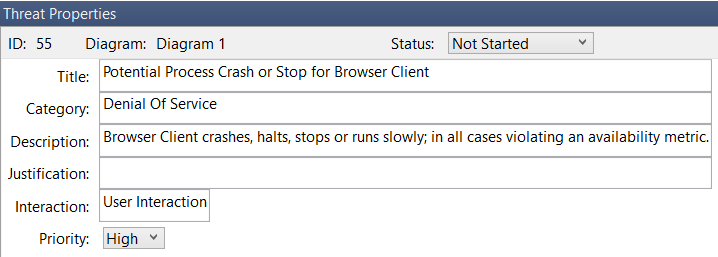 Threat Properties
ID: 55 Diagram: Diagram 1 Status: Not Started
Title: Potential Process Crash or Stop for Browser Client
Category: Denial Of Service
Description: Browser Client crashes, halts, stops or runs slowly; in all cases violating an availability metric.
Justification:
Interaction: User Interaction
Priority: High